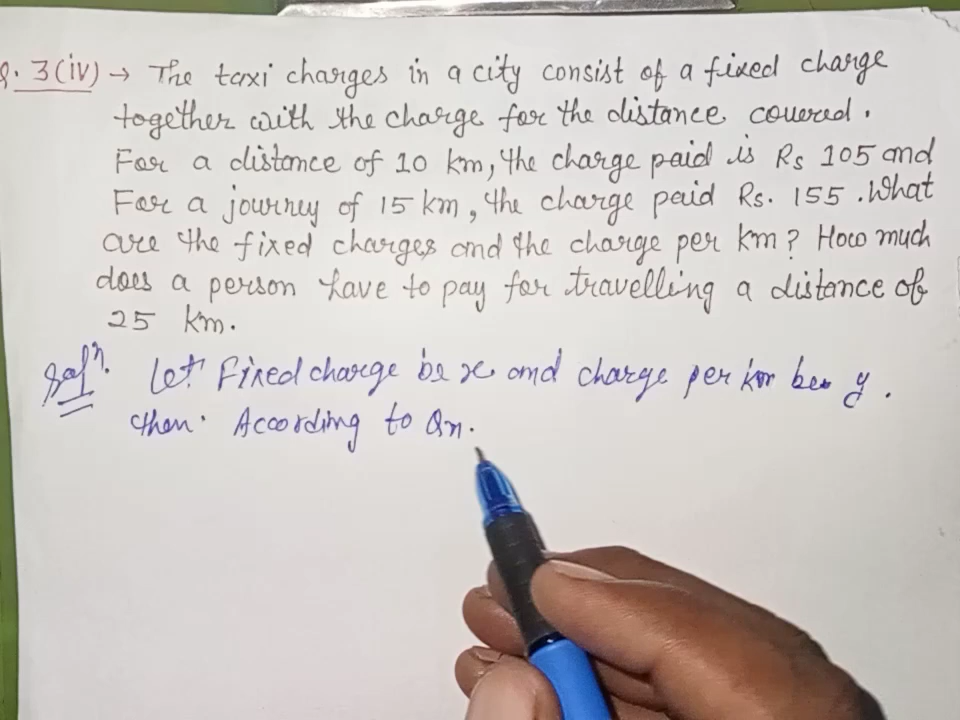 Q. 3(iv) → The taxi charges in a city consist of a fixed charge
together with the charge for the distance covered.
For a distance of 10 km, the charge paid is Rs 105 and
For a journey of 15 km, the charge paid Rs. 155. What
are the fixed charges and the charge per km? How much
does a person have to pay for travelling a distance of
25 km.
Solⁿ. Let Fixed charge be x and charge per km be y.
then. According to Qn.